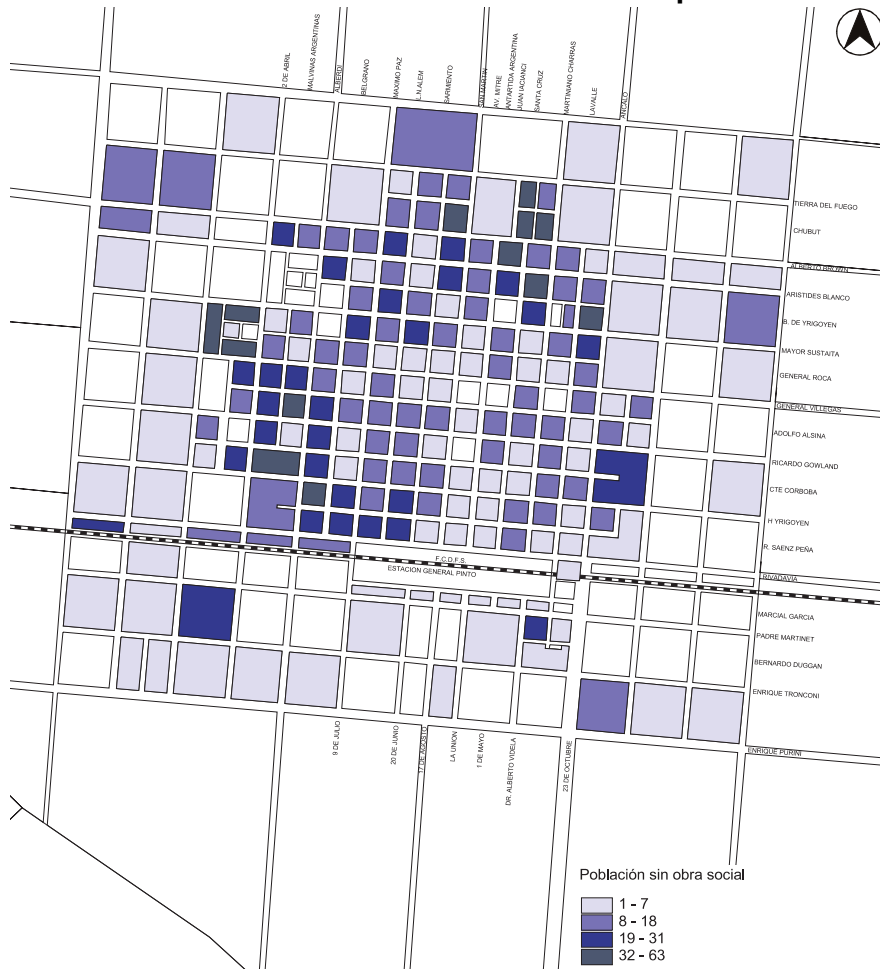 2 DE ABRIL
MALVINAS ARGENTINAS
ALBERDI
BELGRANO
MAXIMO PAZ
L.N.ALEM
SARMIENTO
SAN MARTIN
AV. MITRE
ANTARTIDA ARGENTINA
JUAN IACIANCI
SANTA CRUZ
MARTINIANO CHARRAS
LAVALLE
ANCALO
TIERRA DEL FUEGO
CHUBUT
ALBERTO BROWN
ARISTIDES BLANCO
B. DE YRIGOYEN
MAYOR SUSTAITA
GENERAL ROCA
GENERAL VILLEGAS
ADOLFO ALSINA
RICARDO GOWLAND
CTE CORBOBA
H YRIGOYEN
R. SAENZ PEÑA
F.C.D.F.S.
ESTACION GENERAL PINTO
RIVADAVIA
MARCIAL GARCIA
PADRE MARTINET
BERNARDO DUGGAN
ENRIQUE TRONCONI
ENRIQUE PURINI
9 DE JULIO
20 DE JUNIO
17 DE AGOSTO
LA UNION
1 DE MAYO
DR. ALBERTO VIDELA
23 DE OCTUBRE
Población sin obra social
1 - 7
8 - 18
19 - 31
32 - 63